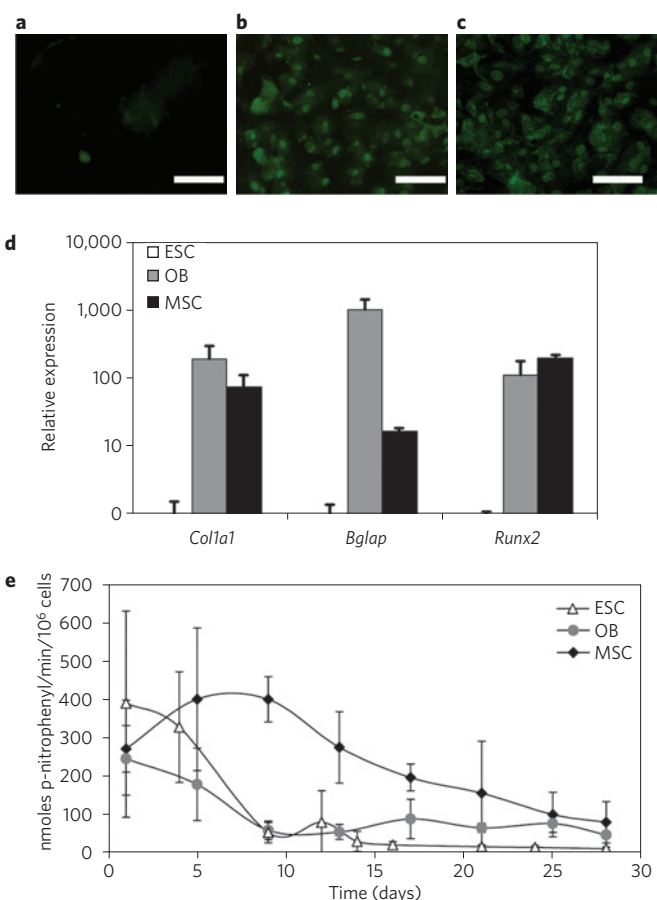 a
b
c
d
10,000
1,000
100
10
0
Relative expression
ESC
OB
MSC
Col1a1
Bglap
Runx2
e
700
600
500
400
300
200
100
0
nmoles p-nitrophenyl/min/10⁶ cells
ESC
OB
MSC
0 5 10 15 20 25 30
Time (days)